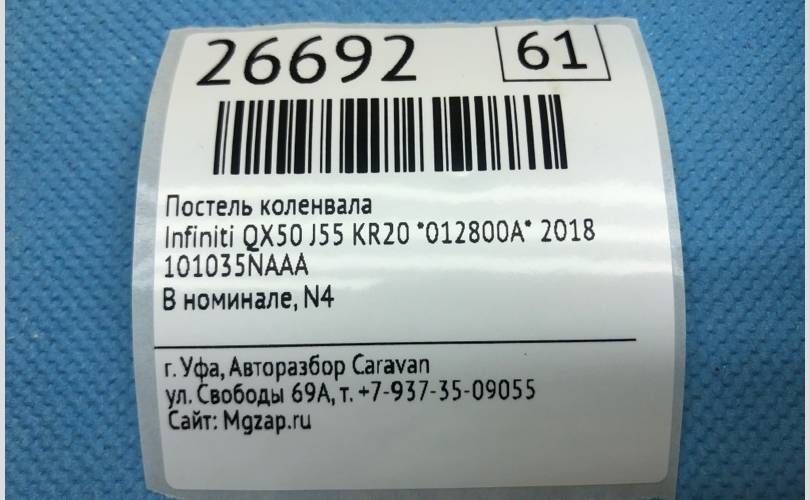 26692 61
Постель коленвала
Infiniti QX50 J55 KR20 *012800A* 2018
101035NAAA
В номинале, N4
г. Уфа, Авторазбор Caravan
ул. Свободы 69А, т. +7-937-35-09055
Сайт: Mgzap.ru